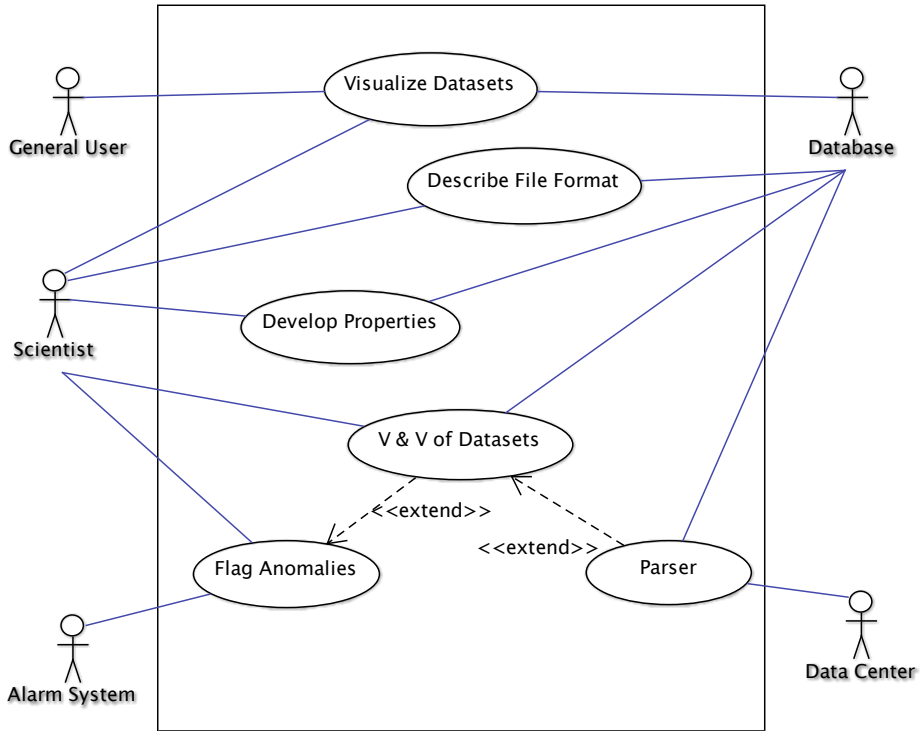 Visualize Datasets
General User
Database
Describe File Format
Develop Properties
Scientist
V & V of Datasets
<<extend>>
<<extend>>
Flag Anomalies
Parser
Data Center
Alarm System